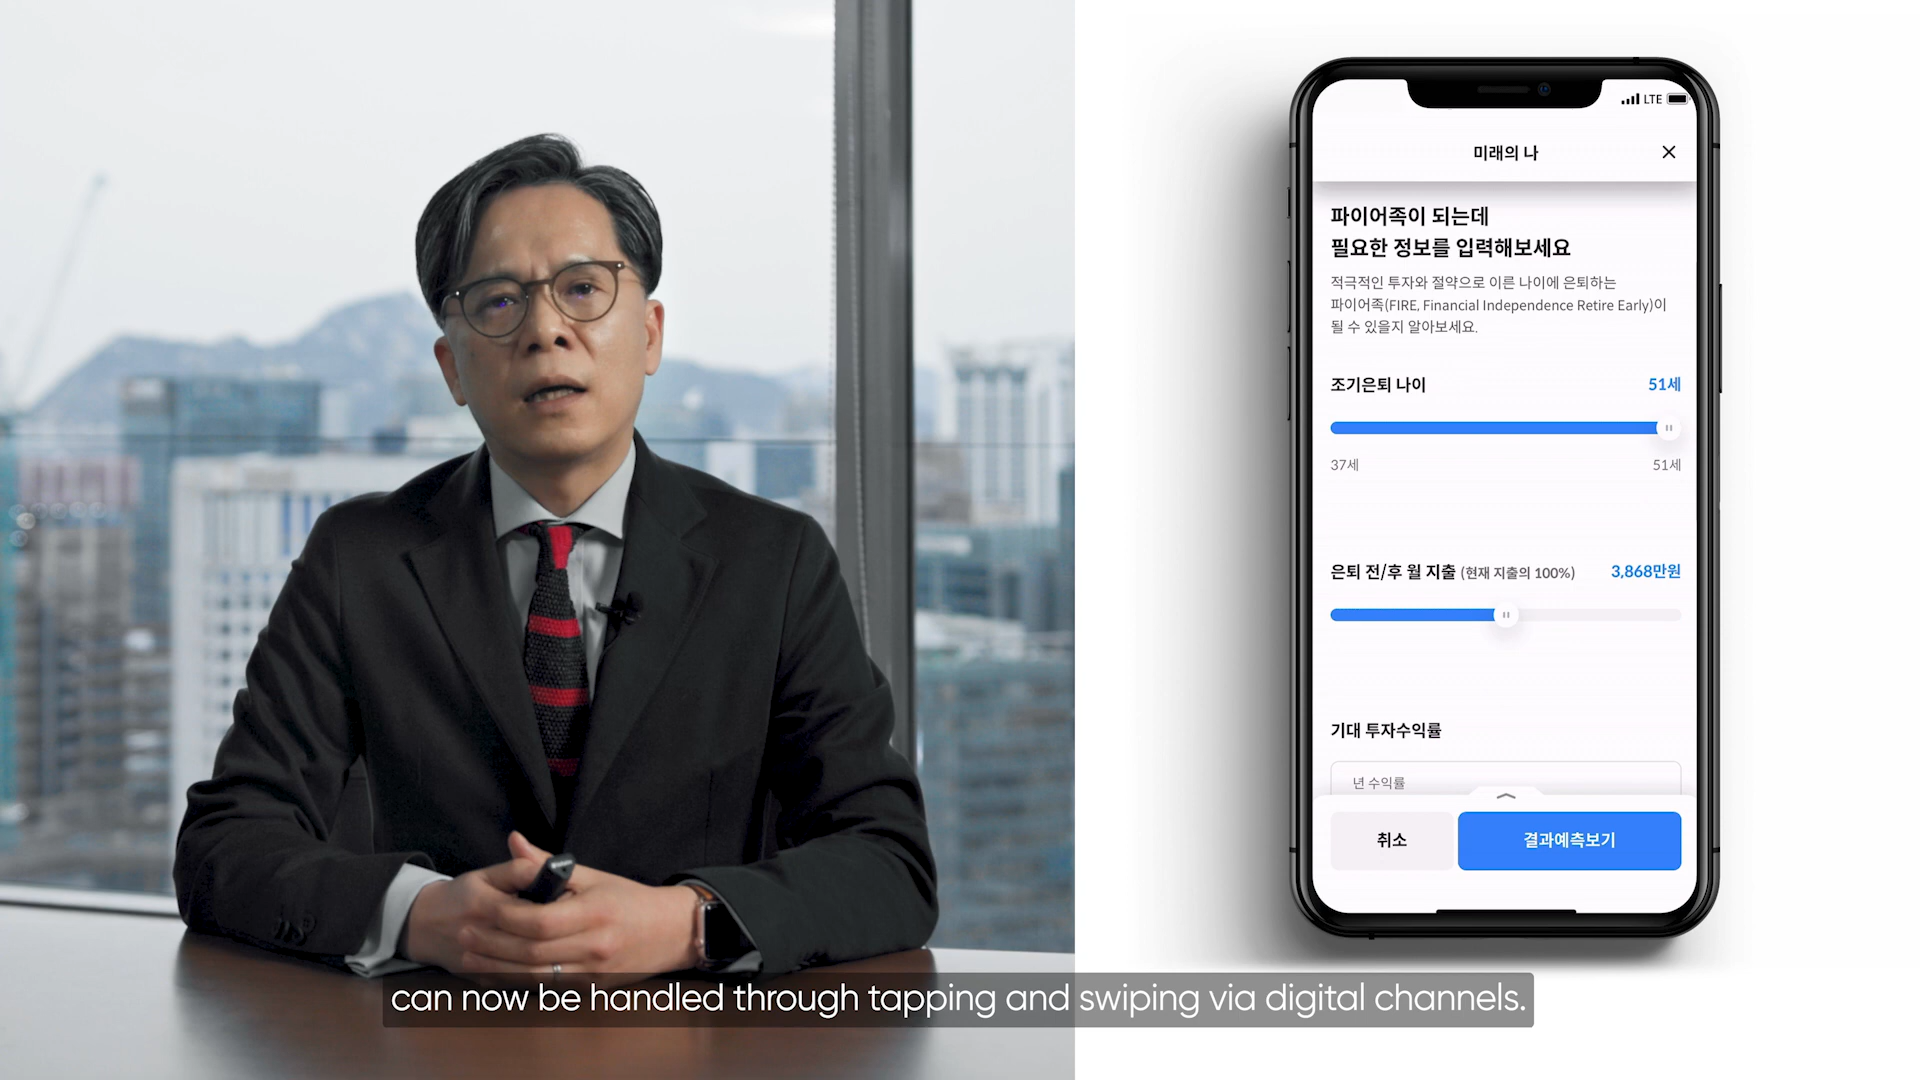 LTE
미래의 나
파이어족이 되는데
필요한 정보를 입력해보세요
적극적인 투자와 절약으로 이른 나이에 은퇴하는
파이어족(FIRE, Financial Independence Retire Early)이
될 수 있을지 알아보세요.
조기은퇴 나이 51세
37세 51세
은퇴 전/후 월 지출 (현재 지출의 100%) 3,868만원
기대 투자수익률
년 수익률
취소 결과예측보기
can now be handled through tapping and swiping via digital channels.